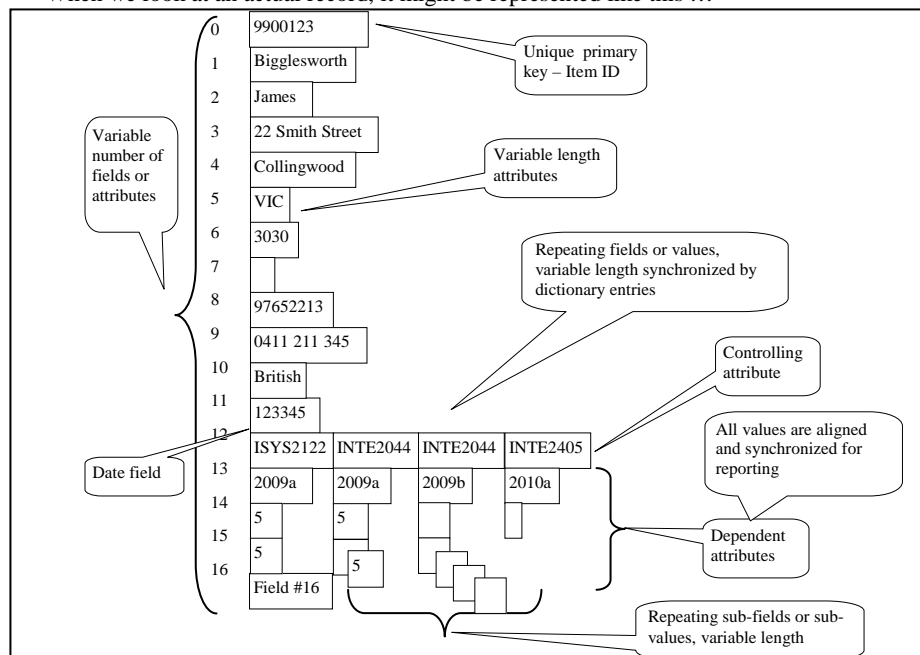 When we look at an actual record, it might be represented like this …
0
9900123
Unique primary
key – Item ID
1
Bigglesworth
2
James
3
22 Smith Street
Variable
number of
fields or
attributes
4
Collingwood
Variable length
attributes
5
VIC
6
3030
Repeating fields or values,
variable length synchronized by
dictionary entries
7
8
97652213
9
0411 211 345
Controlling
attribute
10
British
11
123345
12
ISYS2122 INTE2044 INTE2044 INTE2405
All values are aligned
and synchronized for
reporting
Date field
13
2009a 2009a 2009b 2010a
14
5 5
Dependent
attributes
15
5 5
16
Field #16
Repeating sub-fields or sub-
values, variable length